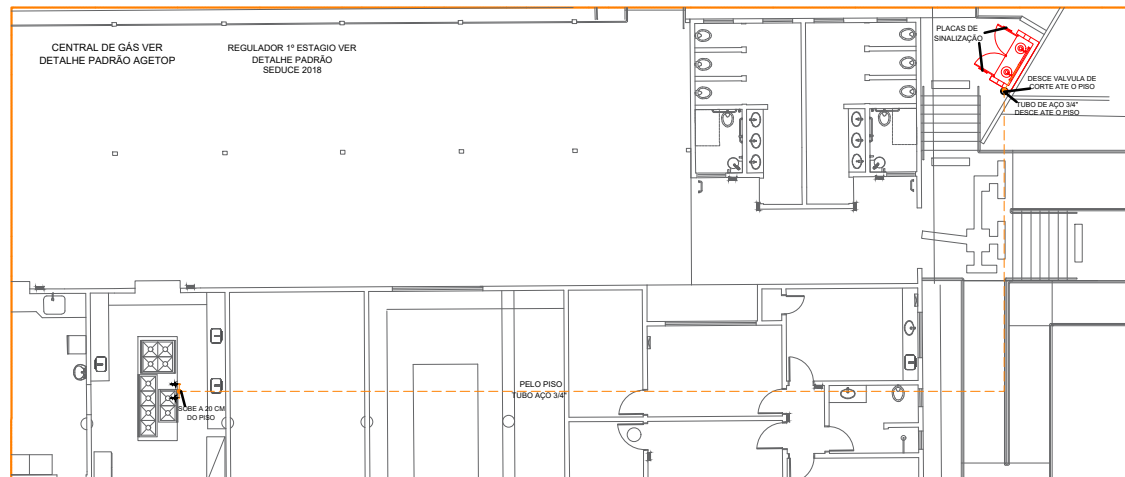 CENTRAL DE GÁS VER
DETALHE PADRÃO AGETOP
REGULADOR 1º ESTAGIO VER
DETALHE PADRÃO
SEDUCE 2018
PLACAS DE
SINALIZAÇÃO
DESCE VALVULA DE
CORTE ATE O PISO
TUBO DE AÇO 3/4"
DESCE ATE O PISO
PELO PISO
TUBO AÇO 3/4"
SOBE A 20 CM
DO PISO